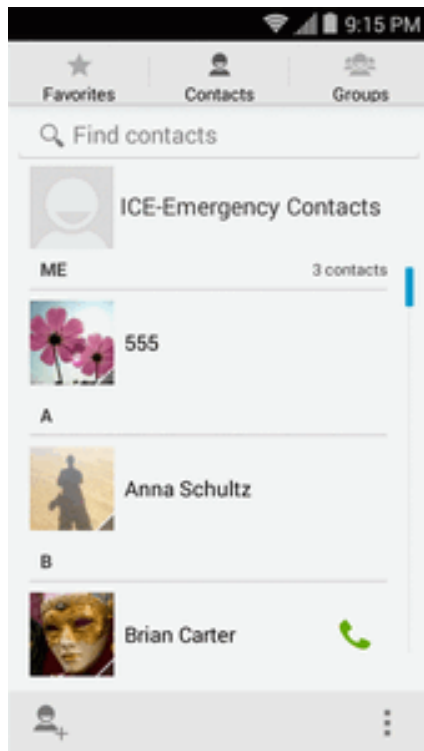 9:15 PM
Favorites Contacts Groups
Find contacts
ICE-Emergency Contacts
ME 3 contacts
555
A
Anna Schultz
B
Brian Carter